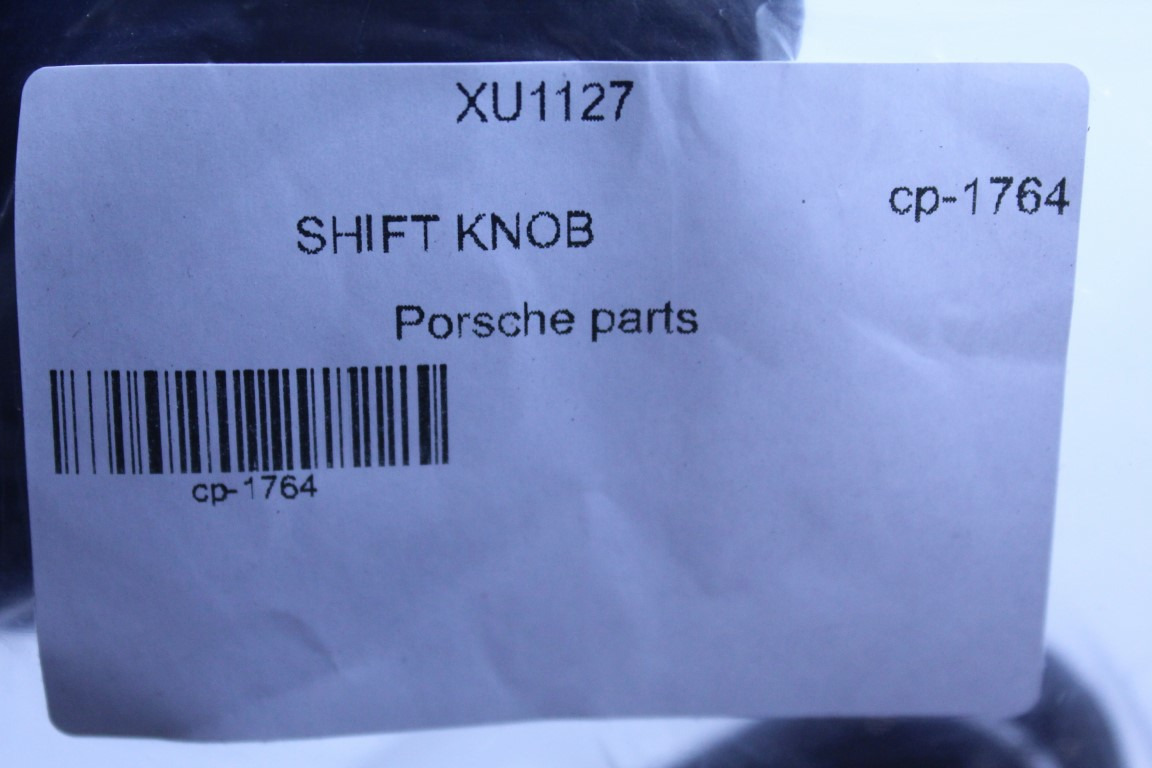 XU1127
cp-1764
SHIFT KNOB
Porsche parts
cp-1764